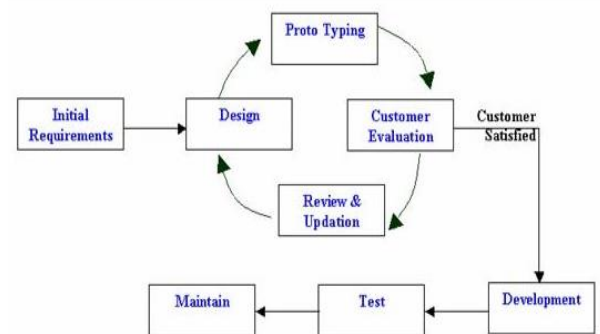 Proto Typing
Initial
Requirements
Design
Customer
Evaluation
Customer
Satisfied
Review &
Updation
Maintain
Test
Development